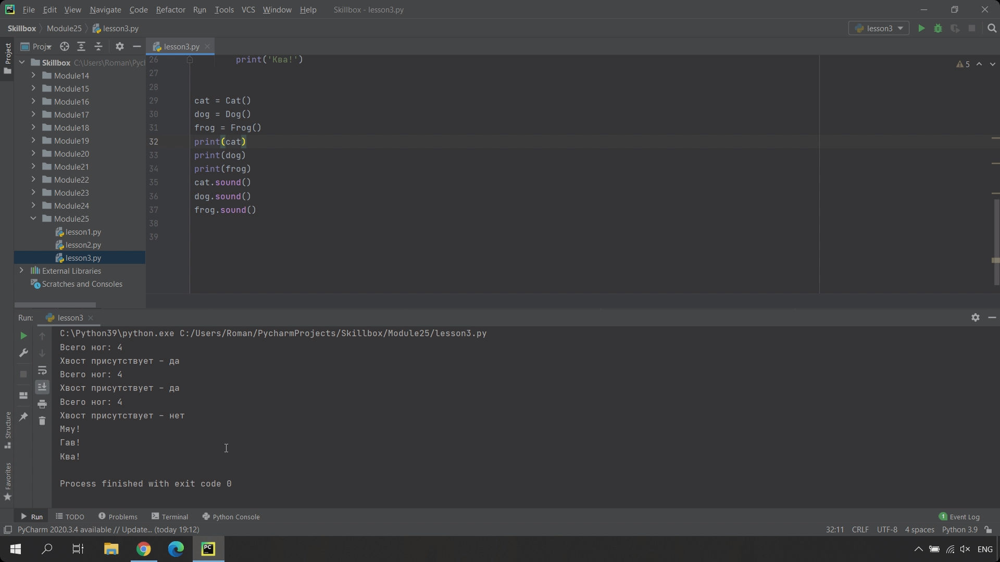 File Edit View Navigate Code Refactor Run Tools VCS Window Help Skillbox - lesson3.py
Skillbox Module25 lesson3.py lesson3
Project
Proj lesson3.py
Skillbox C:\Users\Roman\Pycl
Module14
Module15
Module16
Module17
Module18
Module19
Module20
Module21
Module22
Module23
Module24
Module25
lesson1.py
lesson2.py
lesson3.py
External Libraries
Scratches and Consoles
5
26 print('Ква!')
27
28
29 cat = Cat()
30 dog = Dog()
31 frog = Frog()
32 print(cat)
33 print(dog)
34 print(frog)
35 cat.sound()
36 dog.sound()
37 frog.sound()
38
39
Run: lesson3
C:\Python39\python.exe C:/Users/Roman/PycharmProjects/Skillbox/Module25/lesson3.py
Всего ног: 4
Хвост присутствует – да
Всего ног: 4
Хвост присутствует – да
Всего ног: 4
Хвост присутствует – нет
Мяу!
Гав!
Ква!
Process finished with exit code 0
Structure
Favorites
Run TODO Problems Terminal Python Console 1 Event Log
PyCharm 2020.3.4 available // Update... (today 19:12) 32:11 CRLF UTF-8 4 spaces Python 3.9
PC ENG